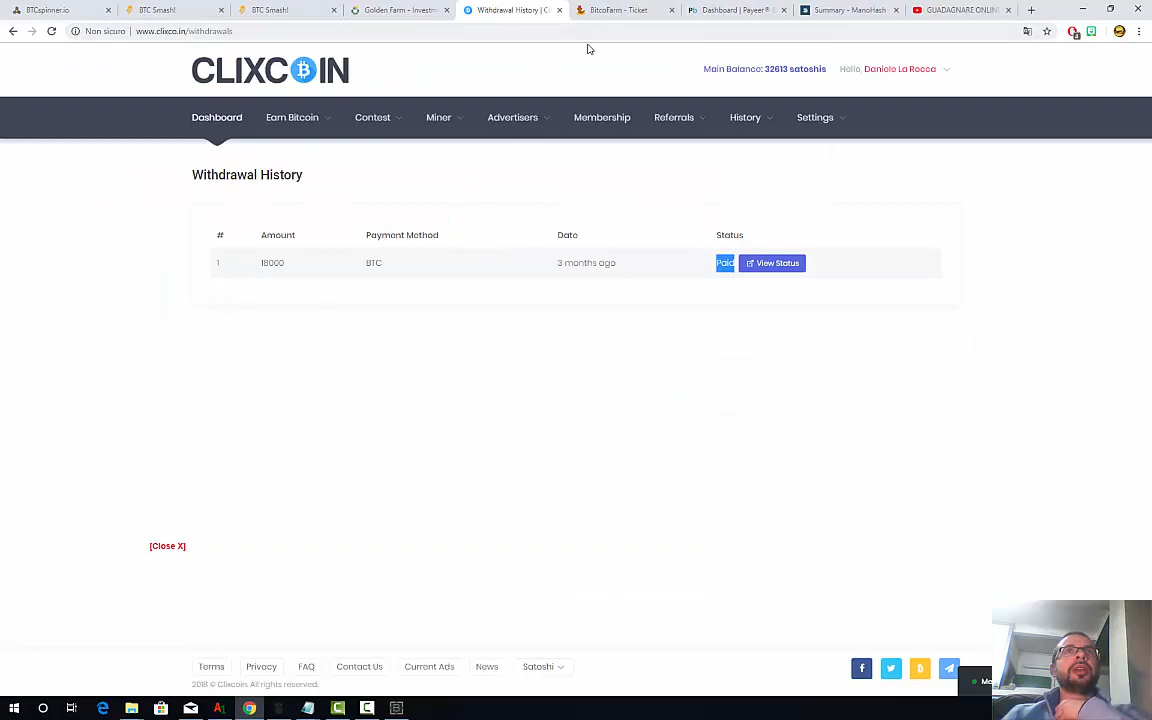 BTCspinner.io
BTC Smash!
BTC Smash!
Golden Farm - Investm
Withdrawal History | C
BitcoFarm - Ticket
Dashboard | Payeer®
Summary - ManoHash
GUADAGNARE ONLIN
Non sicuro
www.clixco.in/withdrawals
CLIXCOIN
Main Balance: 32613 satoshis
Hello, Daniele La Rocca
Dashboard Earn Bitcoin Contest Miner Advertisers Membership Referrals History Settings
Withdrawal History
# Amount Payment Method Date Status
1 18000 BTC 3 months ago Paid View Status
[Close X]
Terms Privacy FAQ Contact Us Current Ads News Satoshi
2018 © Clixcoin. All rights reserved.